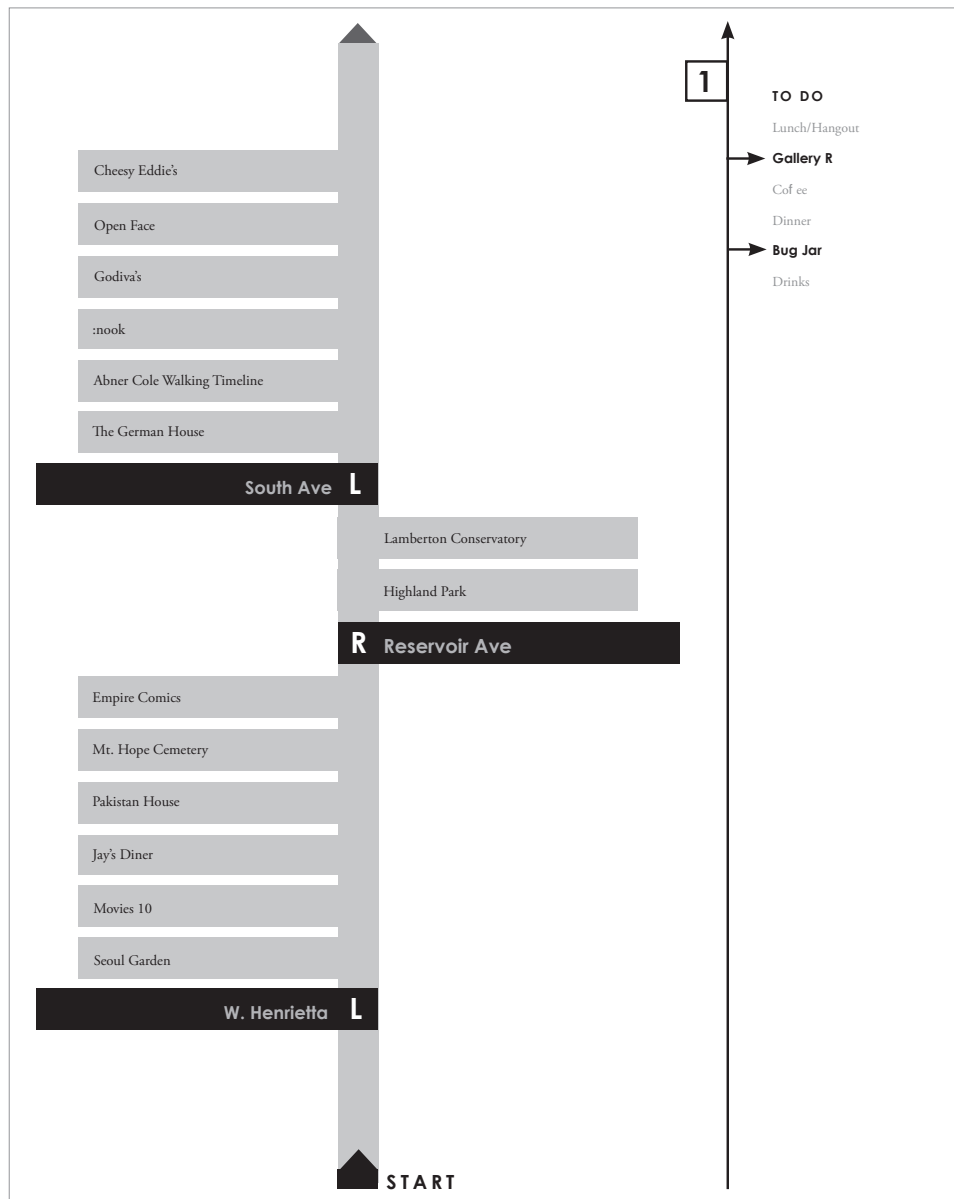 1
TO DO
Lunch/Hangout
Gallery R
Cof ee
Dinner
Bug Jar
Drinks
Cheesy Eddie's
Open Face
Godiva's
:nook
Abner Cole Walking Timeline
The German House
South Ave L
Lamberton Conservatory
Highland Park
R Reservoir Ave
Empire Comics
Mt. Hope Cemetery
Pakistan House
Jay's Diner
Movies 10
Seoul Garden
W. Henrietta L
START